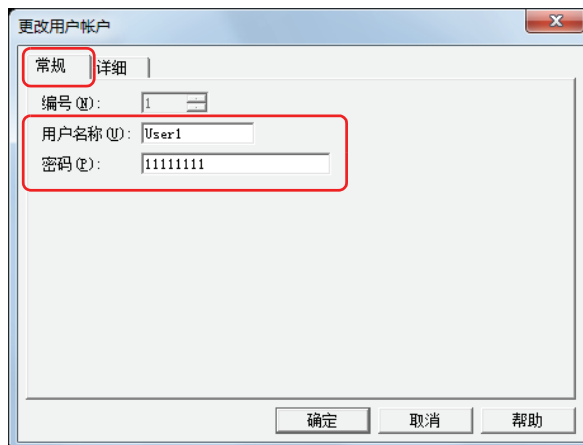 更改用户帐户
常规 详细
编号(N): 1
用户名称(U): User1
密码(P): 11111111
确定 取消 帮助